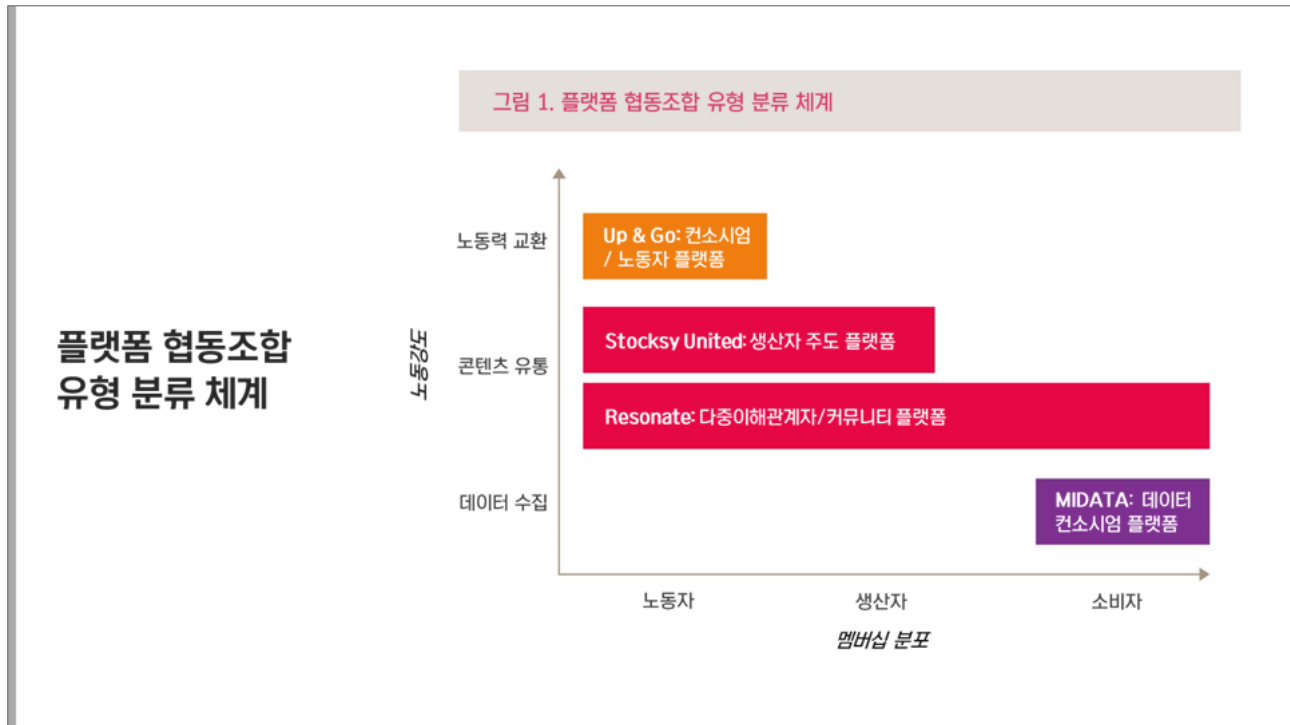 그림 1. 플랫폼 협동조합 유형 분류 체계
플랫폼 협동조합
유형 분류 체계
노동강도
노동력 교환
콘텐츠 유통
데이터 수집
Up & Go: 컨소시엄
/ 노동자 플랫폼
Stocksy United: 생산자 주도 플랫폼
Resonate: 다중이해관계자/커뮤니티 플랫폼
MIDATA: 데이터
컨소시엄 플랫폼
노동자
생산자
소비자
멤버십 분포